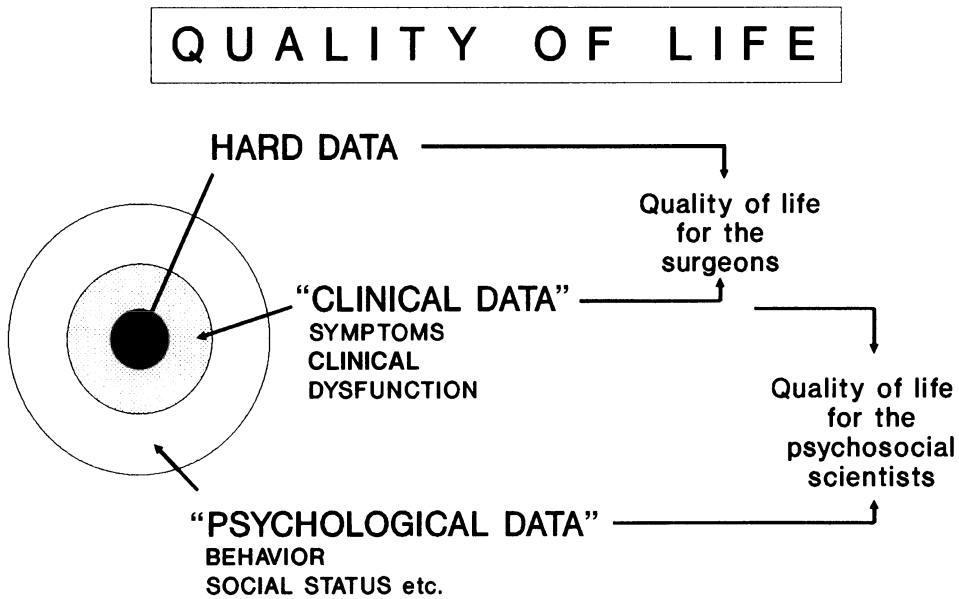 QUALITY OF LIFE
HARD DATA
Quality of life
for the
surgeons
“CLINICAL DATA”
SYMPTOMS
CLINICAL
DYSFUNCTION
Quality of life
for the
psychosocial
scientists
“PSYCHOLOGICAL DATA”
BEHAVIOR
SOCIAL STATUS etc.